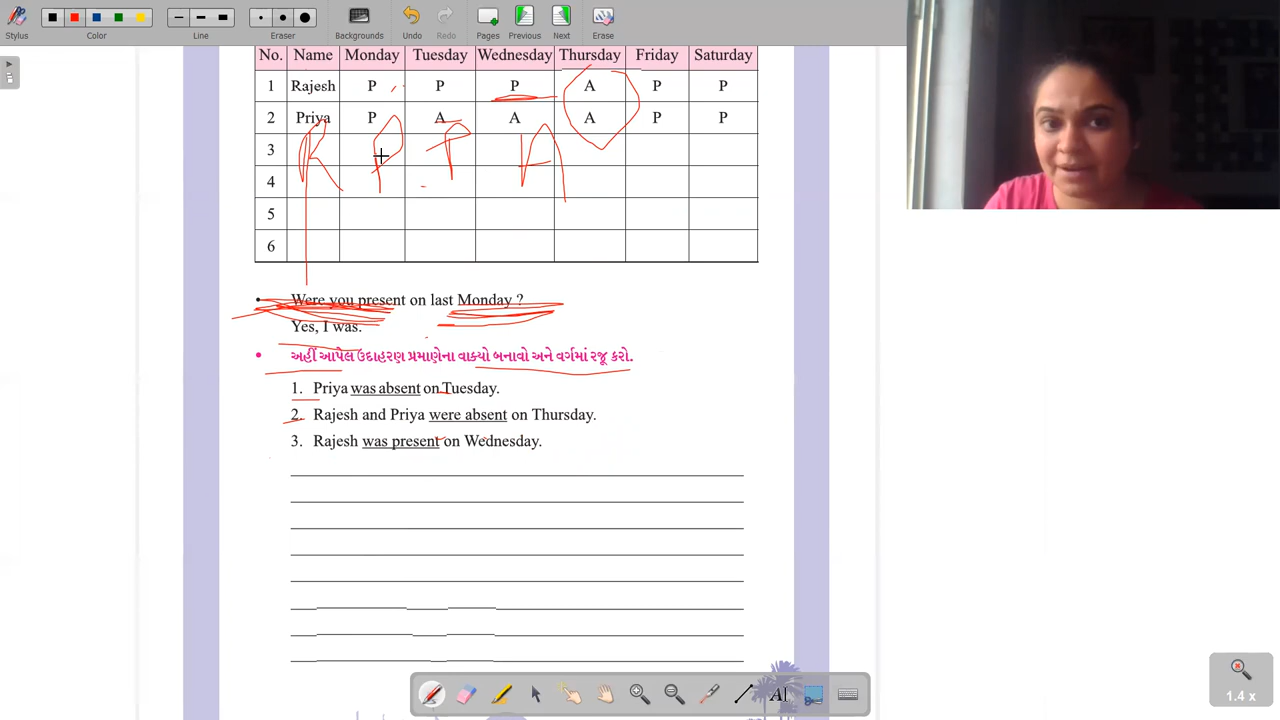 Stylus Color Line Eraser Backgrounds Undo Redo Pages Previous Next Erase
No. Name Monday Tuesday Wednesday Thursday Friday Saturday
1 Rajesh P P P A P P
2 Priya P A A A P P
3
4
R P P A
5
6
• Were you present on last Monday ?
Yes, I was.
• અહીં આપેલ ઉદાહરણ પ્રમાણેના વાક્યો બનાવો અને વર્ગમાં રજૂ કરો.
1. Priya was absent on Tuesday.
2. Rajesh and Priya were absent on Thursday.
3. Rajesh was present on Wednesday.
AI
1.4 x